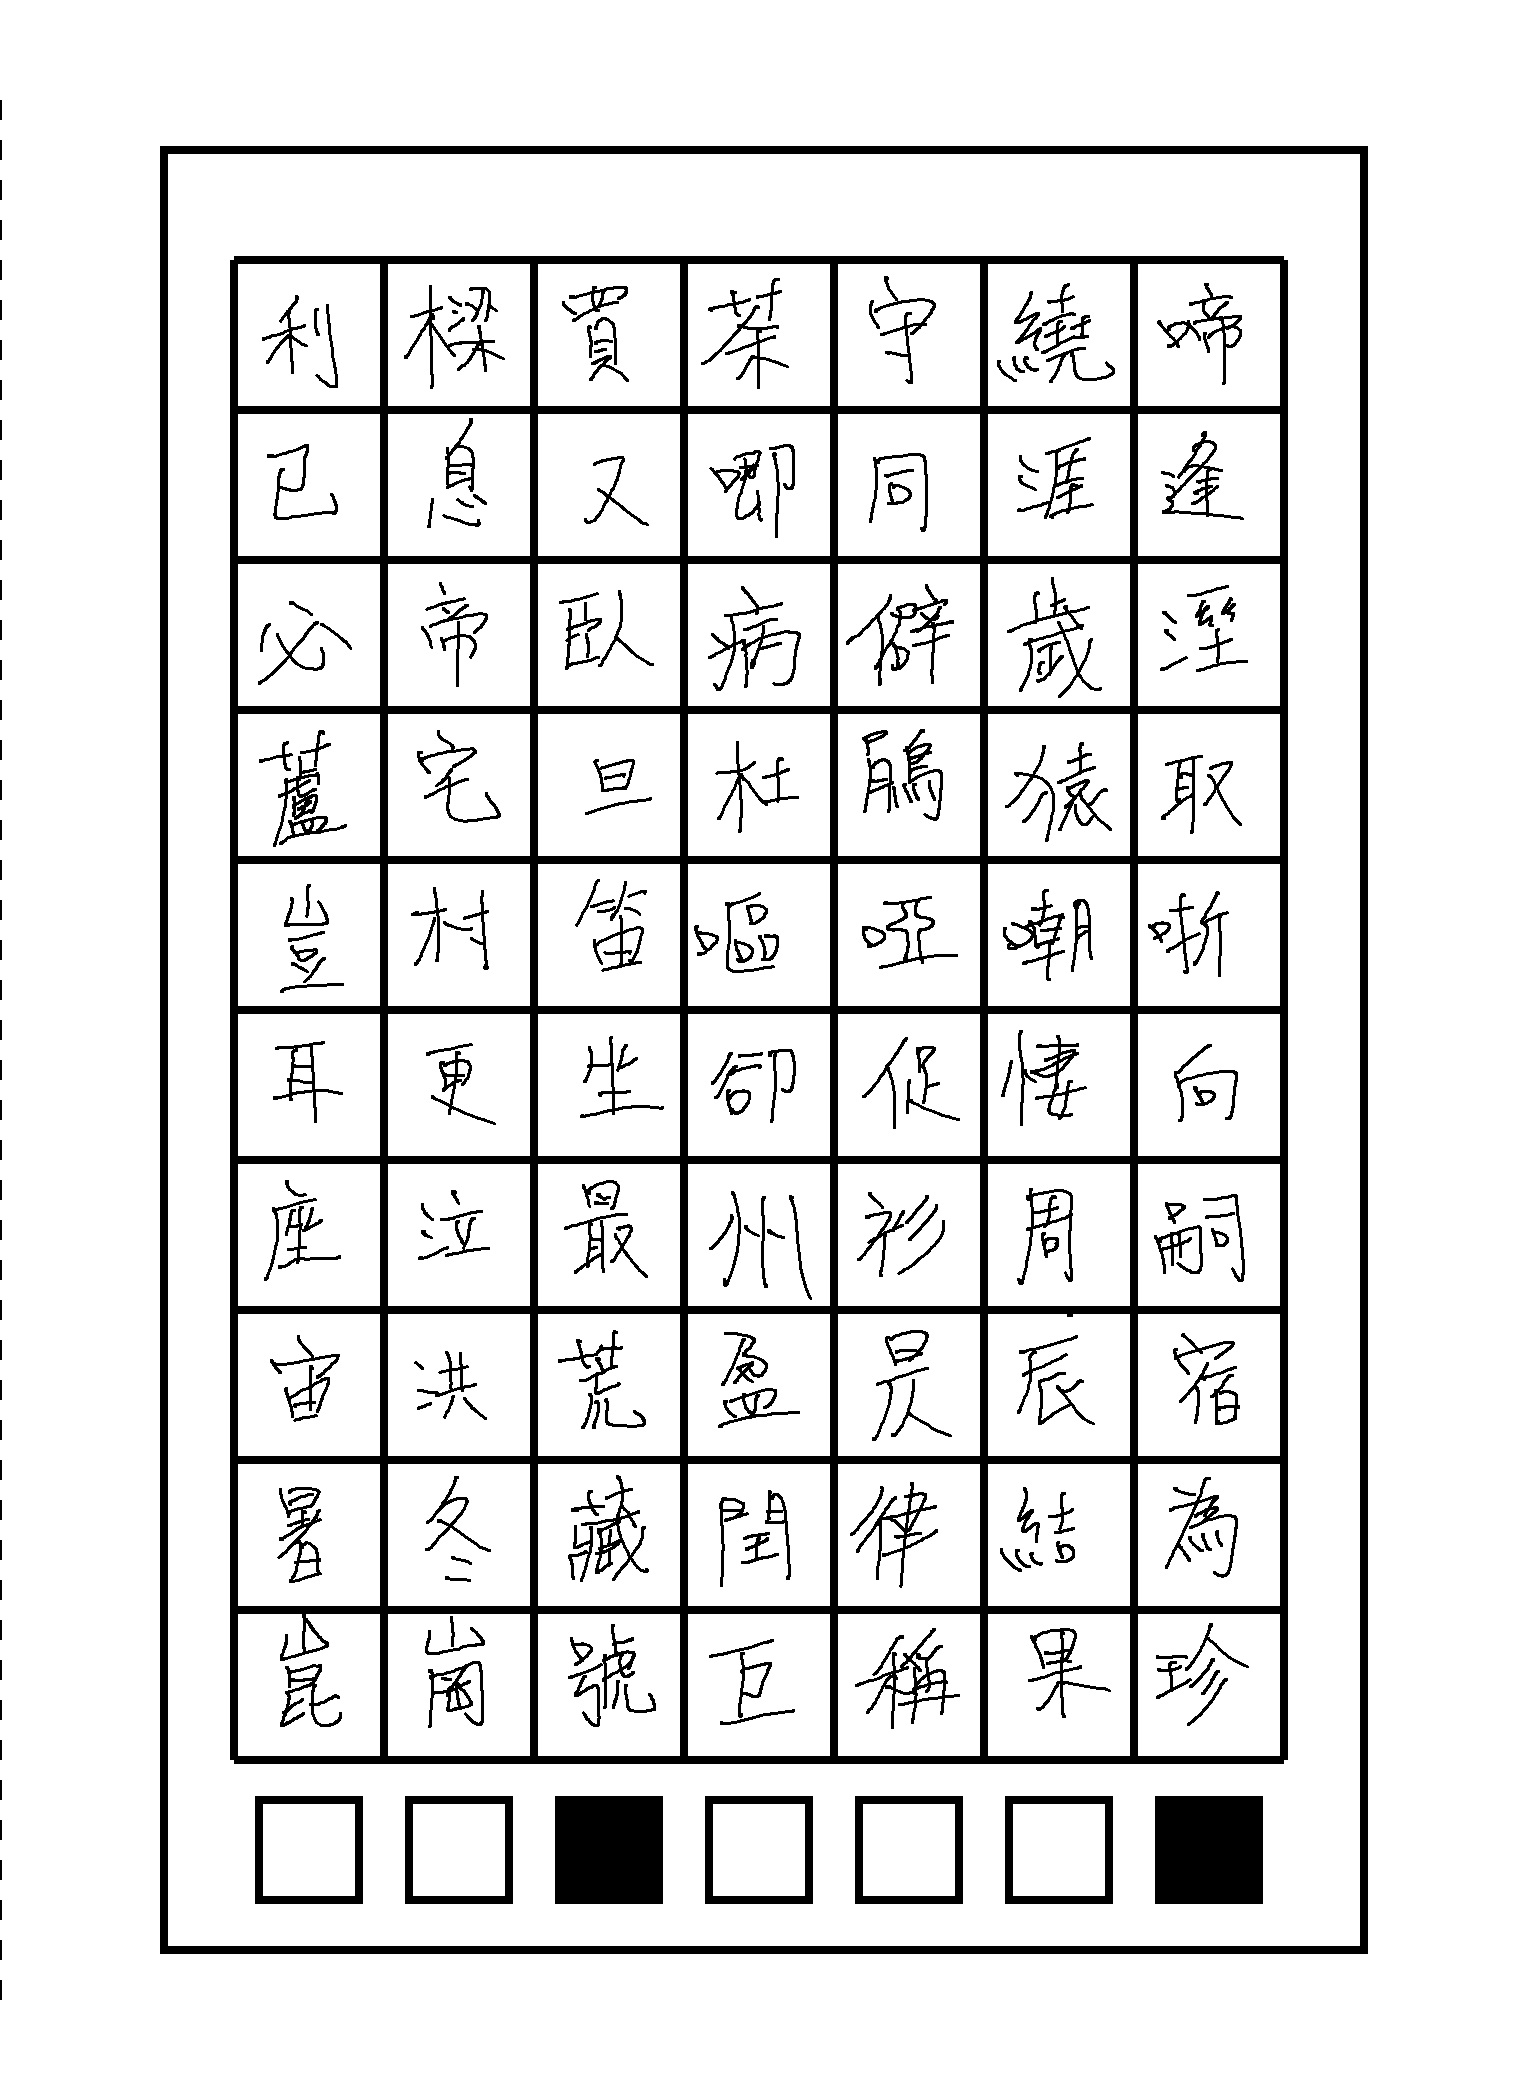 利樑買茶守繞啼
已息又唧同涯逢
必帝臥病僻歲溼
蘆宅旦杜鵑猿取
豈村笛嘔啞嘲哳
耳更坐卻促悽向
座泣最州衫周嗣
宙洪荒盈昃辰宿
暑冬藏閏律結為
崑崗號巨稱果珍